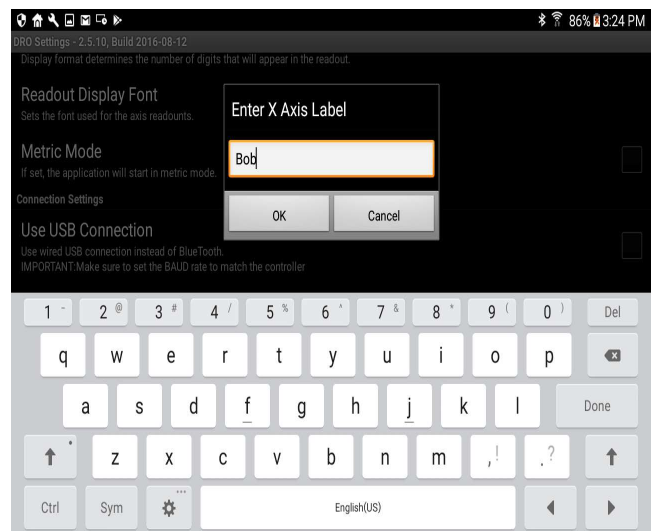 86% 3:24 PM
DRO Settings - 2.5.10, Build 2016-08-12
Display format determines the number of digits that will appear in the readout.
Readout Display Font
Sets the font used for the axis readounts.
Metric Mode
If set, the application will start in metric mode.
Connection Settings
Use USB Connection
Use wired USB connection instead of BlueTooth.
IMPORTANT:Make sure to set the BAUD rate to match the controller
Enter X Axis Label
Bob
OK Cancel
1 - 2 @ 3 # 4 / 5 % 6 ^ 7 & 8 * 9 ( 0 ) Del
q w e r t y u i o p
a s d f g h j k l Done
z x c v b n m , ! . ?
Ctrl Sym English(US)